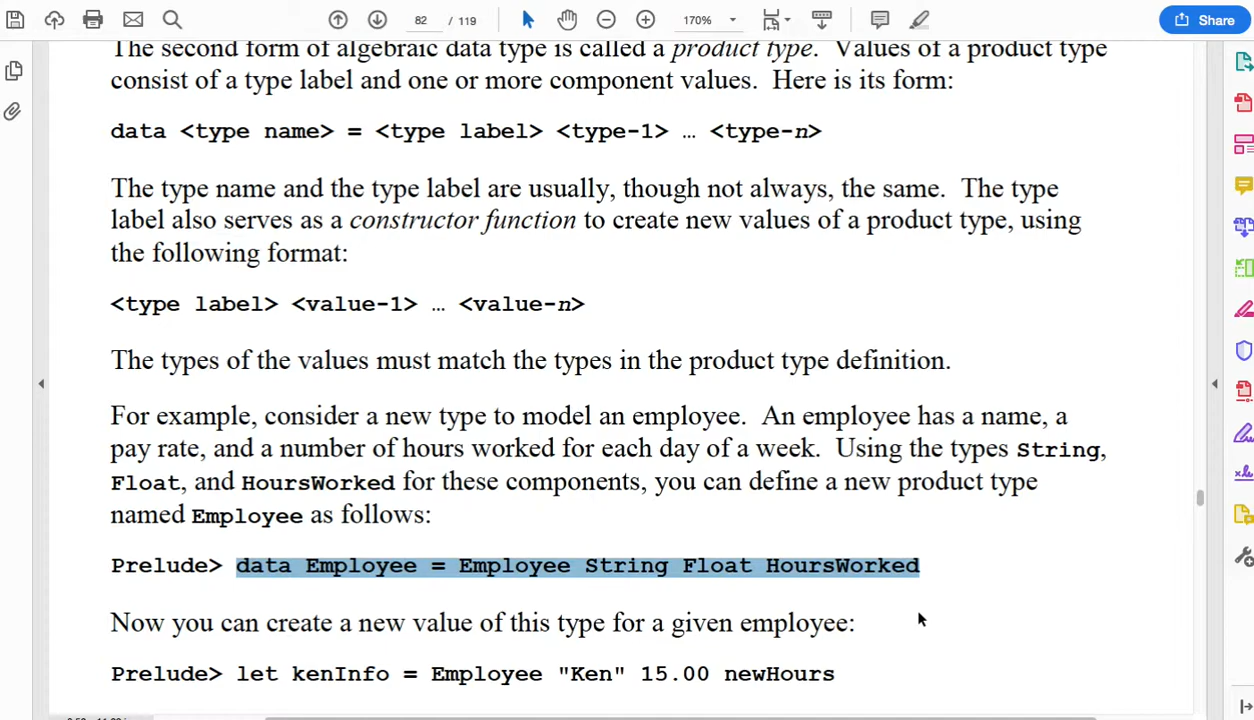 82 / 119
170%
Share
The second form of algebraic data type is called a product type. Values of a product type
consist of a type label and one or more component values. Here is its form:
data <type name> = <type label> <type-1> … <type-n>
The type name and the type label are usually, though not always, the same. The type
label also serves as a constructor function to create new values of a product type, using
the following format:
<type label> <value-1> … <value-n>
The types of the values must match the types in the product type definition.
For example, consider a new type to model an employee. An employee has a name, a
pay rate, and a number of hours worked for each day of a week. Using the types String,
Float, and HoursWorked for these components, you can define a new product type
named Employee as follows:
Prelude> data Employee = Employee String Float HoursWorked
Now you can create a new value of this type for a given employee:
Prelude> let kenInfo = Employee "Ken" 15.00 newHours